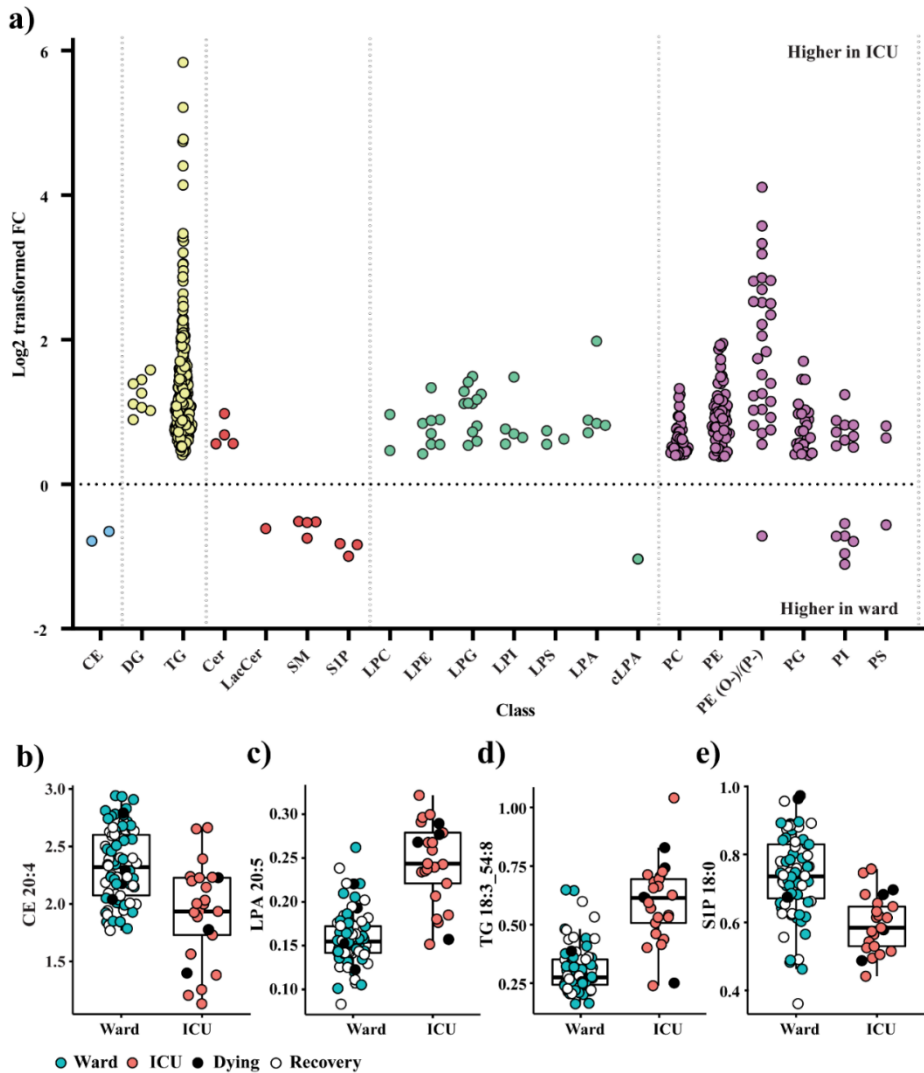 a)
Higher in ICU
Log2 transformed FC
6
4
2
0
-2
Higher in ward
CE
DG
TG
Cer
LacCer
SM
S1P
LPC
LPE
LPG
LPI
LPS
LPA
cLPA
PC
PE
PE (O-)/(P-)
PG
PI
PS
Class
b)
CE 20:4
3.0
2.5
2.0
1.5
Ward
ICU
c)
LPA 20:5
0.30
0.25
0.20
0.15
0.10
Ward
ICU
d)
TG 18:3_54:8
1.00
0.75
0.50
0.25
Ward
ICU
e)
S1P 18:0
1.0
0.8
0.6
0.4
Ward
ICU
Ward ICU Dying Recovery